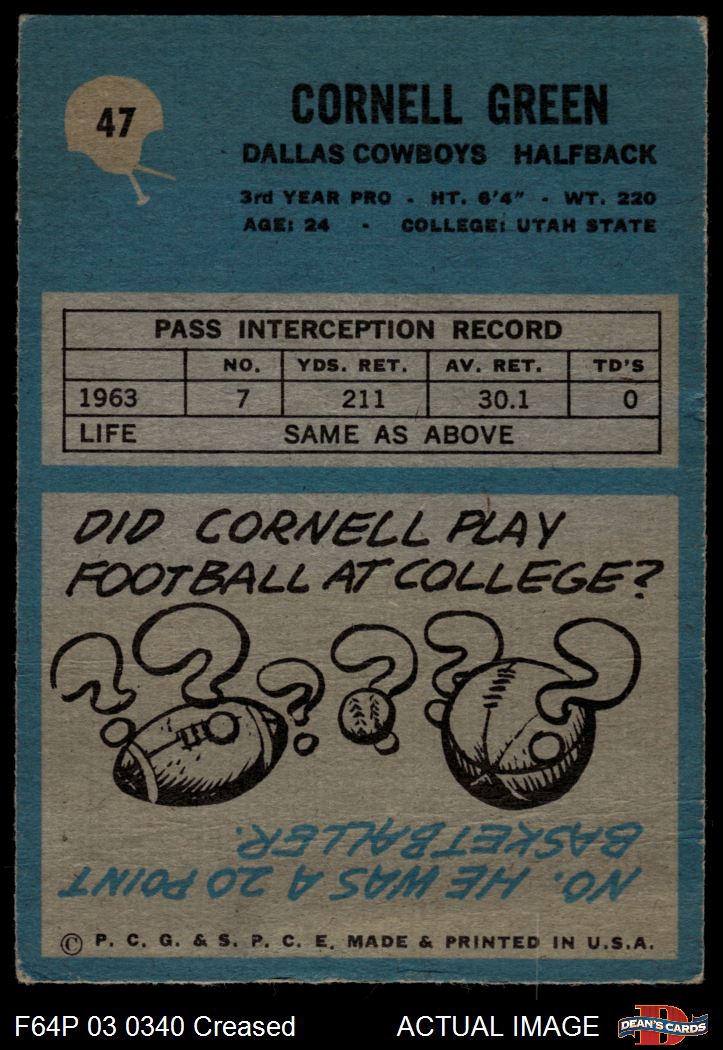 47
CORNELL GREEN
DALLAS COWBOYS HALFBACK
3rd YEAR PRO - HT. 6'4" - WT. 220
AGE: 24 - COLLEGE: UTAH STATE
PASS INTERCEPTION RECORD
NO. YDS. RET. AV. RET. TD'S
1963 7 211 30.1 0
LIFE SAME AS ABOVE
DID CORNELL PLAY
FOOTBALL AT COLLEGE?
NO. HE WAS A 20 POINT
BASKETBALLER.
© P. C. G. & S. P. C. E. MADE & PRINTED IN U.S.A.
F64P 03 0340 Creased ACTUAL IMAGE
D
DEAN'S CARDS